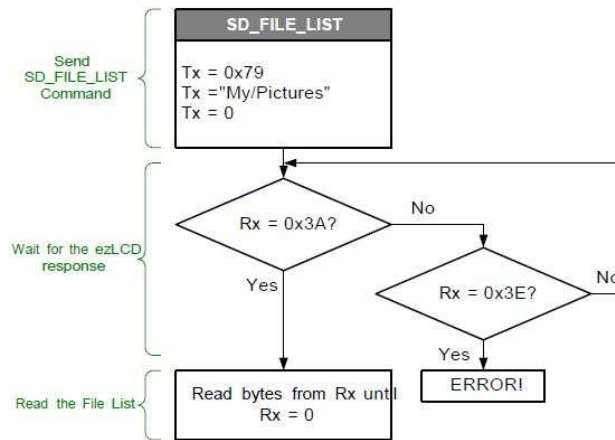 SD_FILE_LIST
Send
SD_FILE_LIST
Command
Tx = 0x79
Tx ="My/Pictures"
Tx = 0
Rx = 0x3A?
No
Wait for the ezLCD
response
Yes
Rx = 0x3E?
No
Yes
ERROR!
Read the File List
Read bytes from Rx until
Rx = 0